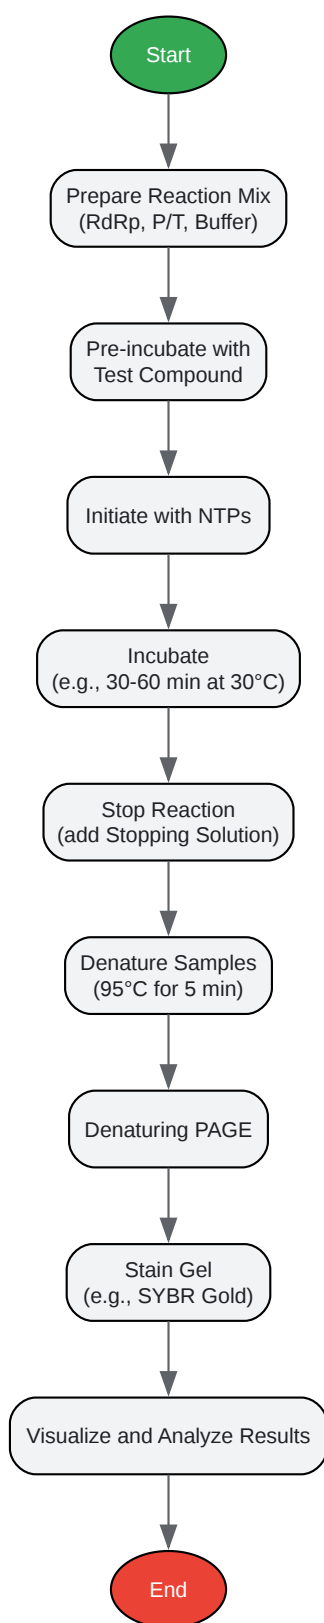 Start
Prepare Reaction Mix
(RdRp, P/T, Buffer)
Pre-incubate with
Test Compound
Initiate with NTPs
Incubate
(e.g., 30-60 min at 30°C)
Stop Reaction
(add Stopping Solution)
Denature Samples
(95°C for 5 min)
Denaturing PAGE
Stain Gel
(e.g., SYBR Gold)
Visualize and Analyze Results
End